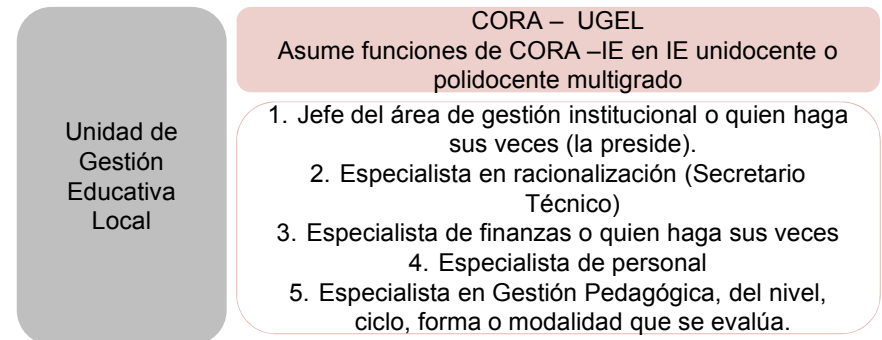 Unidad de
Gestión
Educativa
Local
CORA – UGEL
Asume funciones de CORA –IE en IE unidocente o
polidocente multigrado
1. Jefe del área de gestión institucional o quien haga
sus veces (la preside).
2. Especialista en racionalización (Secretario
Técnico)
3. Especialista de finanzas o quien haga sus veces
4. Especialista de personal
5. Especialista en Gestión Pedagógica, del nivel,
ciclo, forma o modalidad que se evalúa.